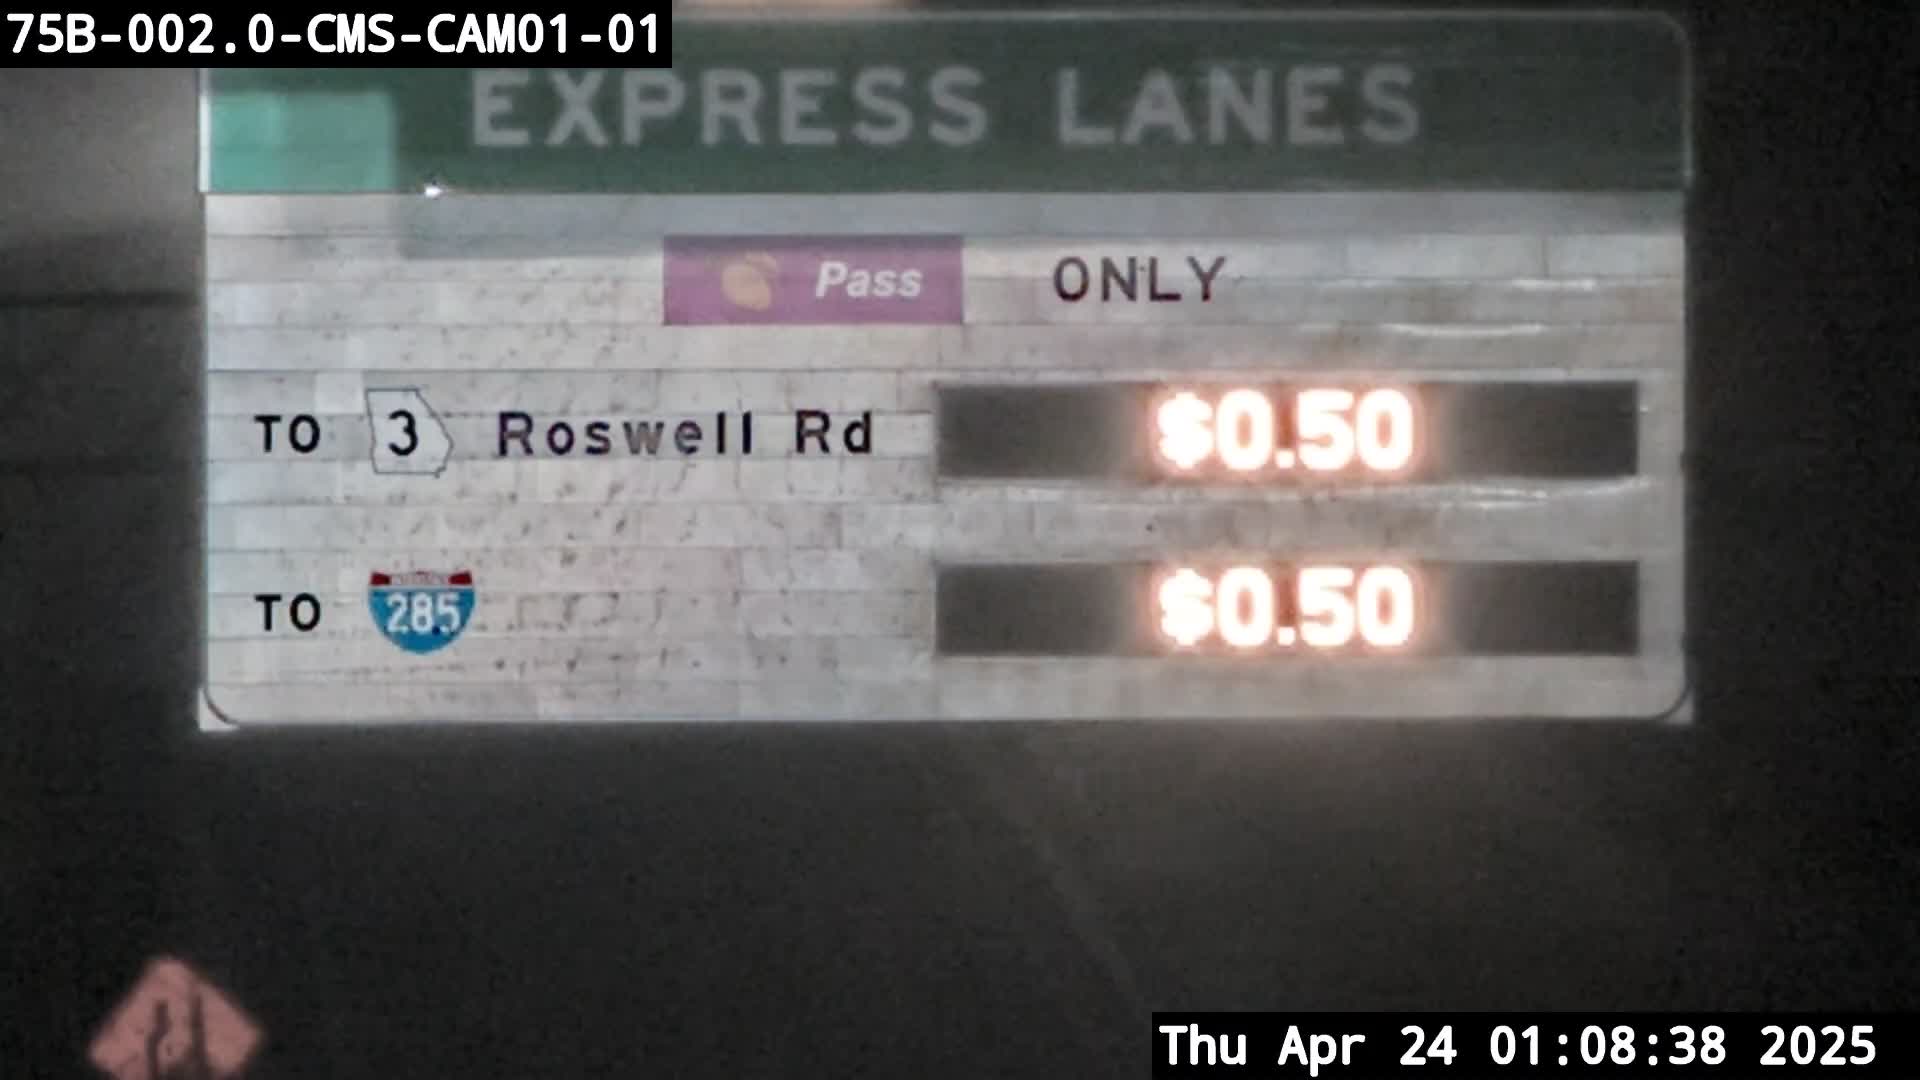 75B-002.0-CMS-CAM01-01
EXPRESS LANES
Pass ONLY
TO 3 Roswell Rd $0.50
TO 285 $0.50
Thu Apr 24 01:08:38 2025